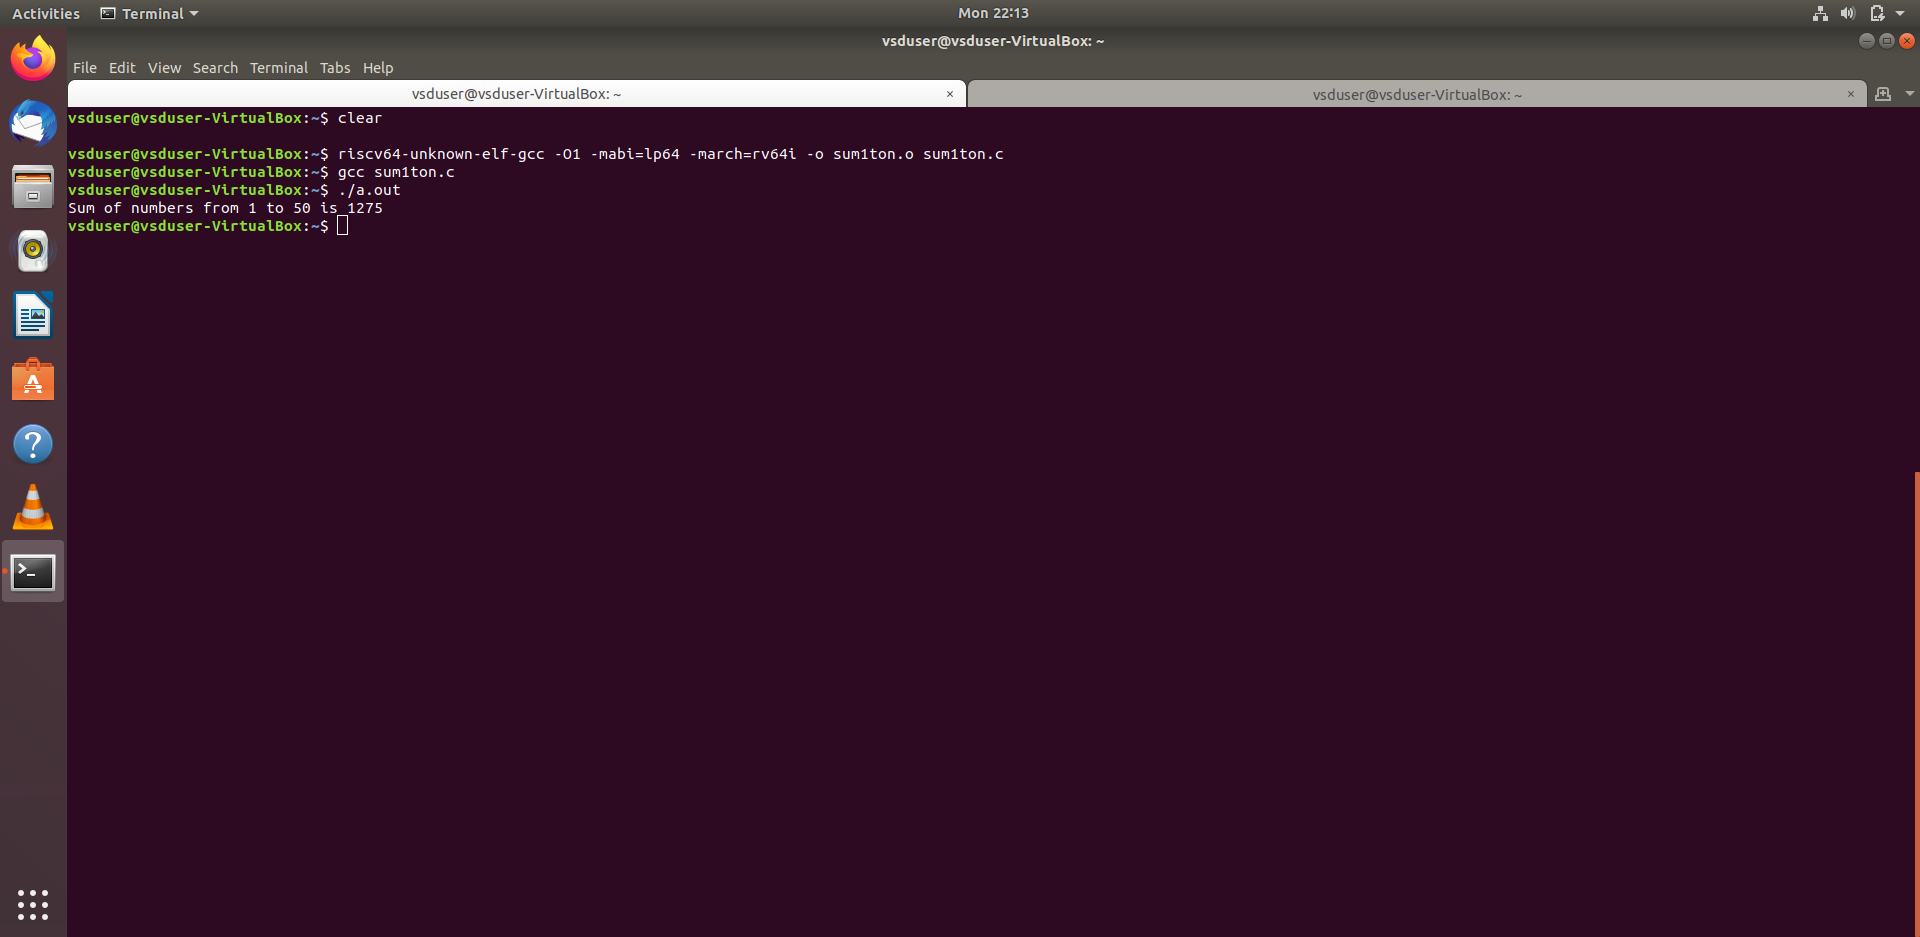 Activities Terminal Mon 22:13
vsduser@vsduser-VirtualBox: ~
File Edit View Search Terminal Tabs Help
vsduser@vsduser-VirtualBox: ~ × vsduser@vsduser-VirtualBox: ~ ×
vsduser@vsduser-VirtualBox:~$ clear
vsduser@vsduser-VirtualBox:~$ riscv64-unknown-elf-gcc -O1 -mabi=lp64 -march=rv64i -o sum1ton.o sum1ton.c
vsduser@vsduser-VirtualBox:~$ gcc sum1ton.c
vsduser@vsduser-VirtualBox:~$ ./a.out
Sum of numbers from 1 to 50 is 1275
vsduser@vsduser-VirtualBox:~$